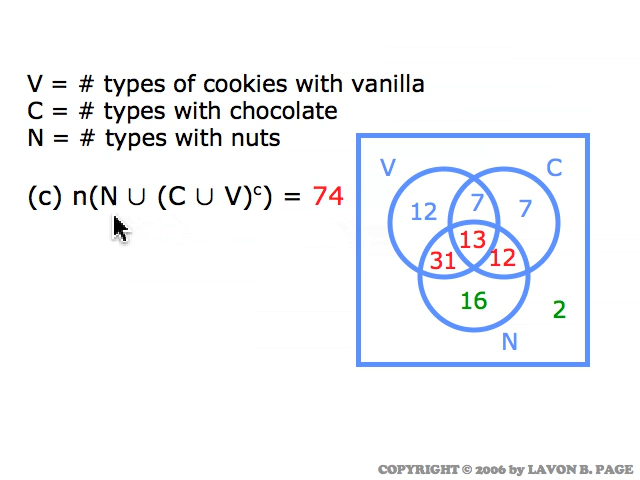 V = # types of cookies with vanilla
C = # types with chocolate
N = # types with nuts
(c) n(N ∪ (C ∪ V)ᶜ) = 74
V
C
12
7
7
13
31
12
16
2
N
COPYRIGHT © 2006 by LAVON B. PAGE